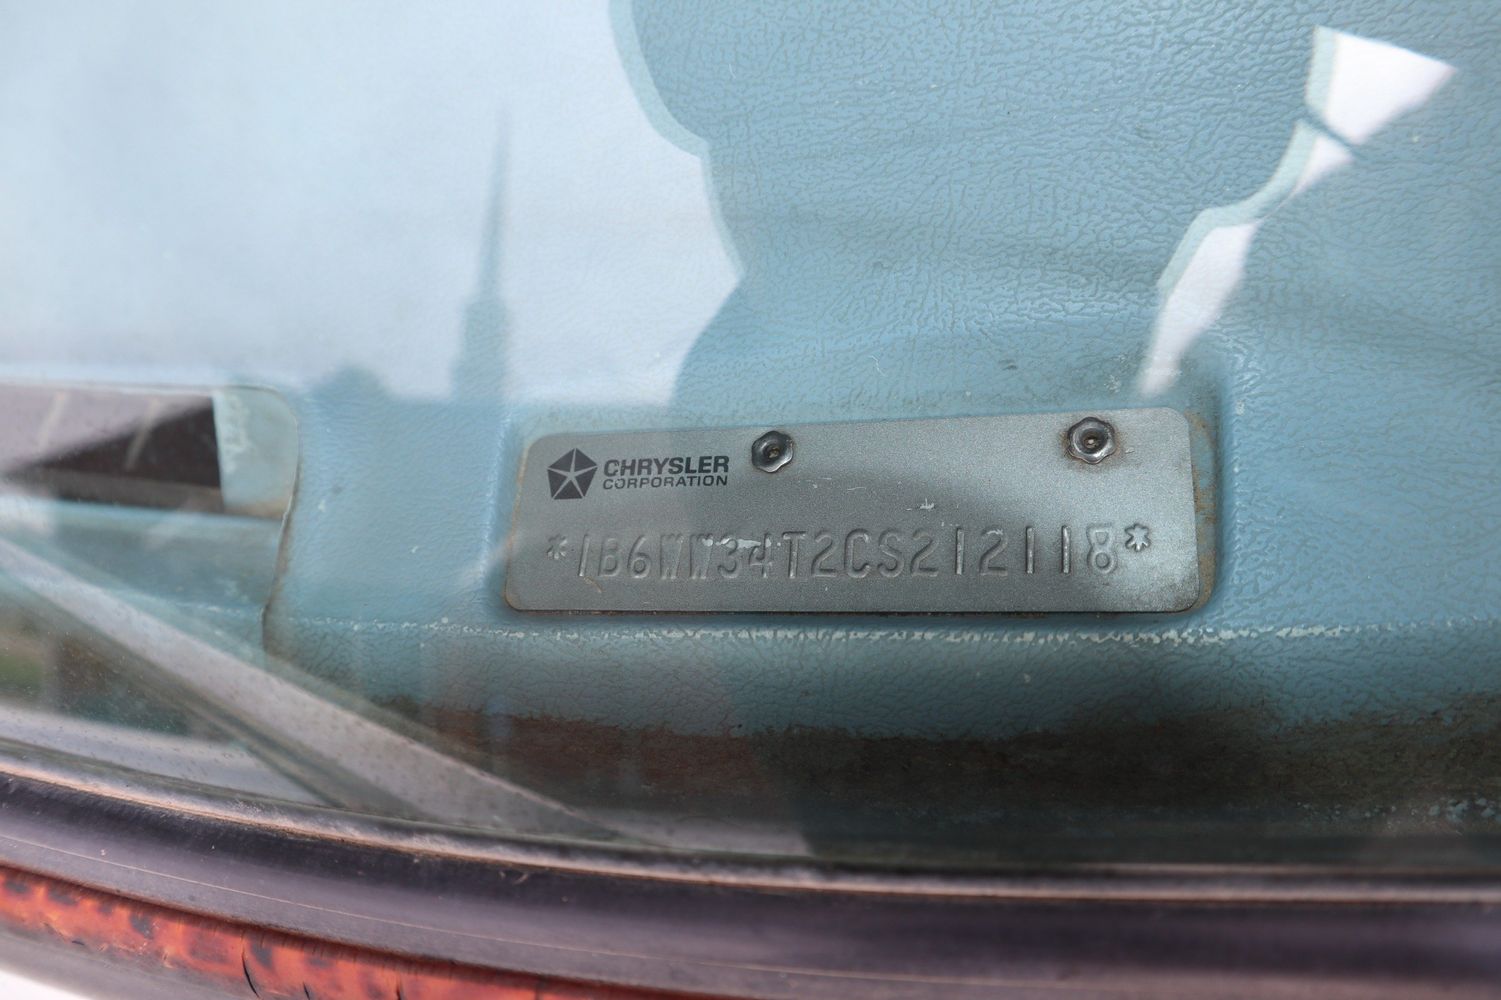 CHRYSLER
CORPORATION
*1B6WW34T2CS212118*